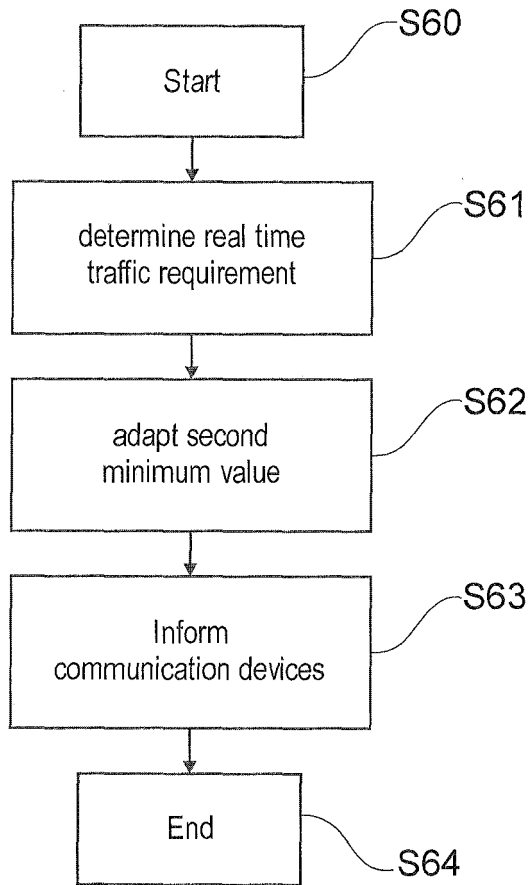 S60
Start
S61
determine real time
traffic requirement
S62
adapt second
minimum value
S63
Inform
communication devices
End
S64